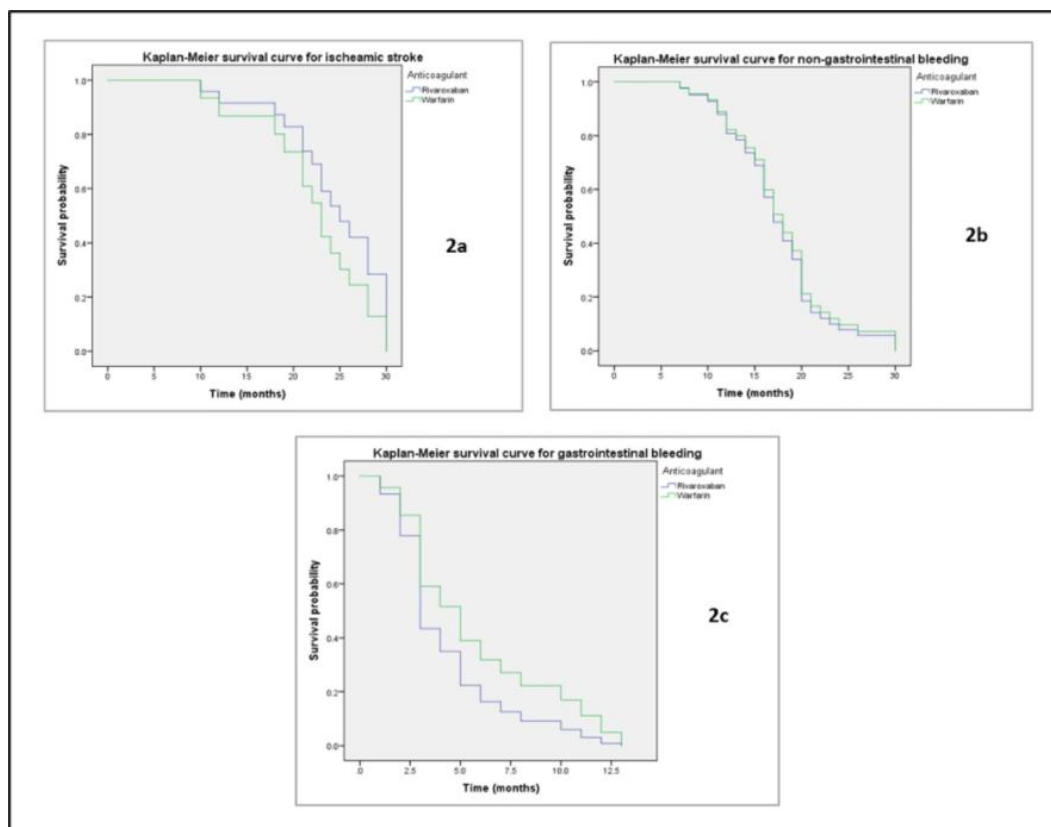 Kaplan-Meier survival curve for ischeamic stroke
Anticoagulant
Rivaroxaban
Warfarin
1.0
0.8
0.6
0.4
0.2
0.0
Survival probability
0
5
10
15
20
25
30
Time (months)
2a
Kaplan-Meier survival curve for non-gastrointestinal bleeding
Anticoagulant
Rivaroxaban
Warfarin
1.0
0.8
0.6
0.4
0.2
0.0
Survival probability
0
5
10
15
20
25
30
Time (months)
2b
Kaplan-Meier survival curve for gastrointestinal bleeding
Anticoagulant
Rivaroxaban
Warfarin
1.0
0.8
0.6
0.4
0.2
0.0
Survival probability
.0
2.5
5.0
7.5
10.0
12.5
Time (months)
2c